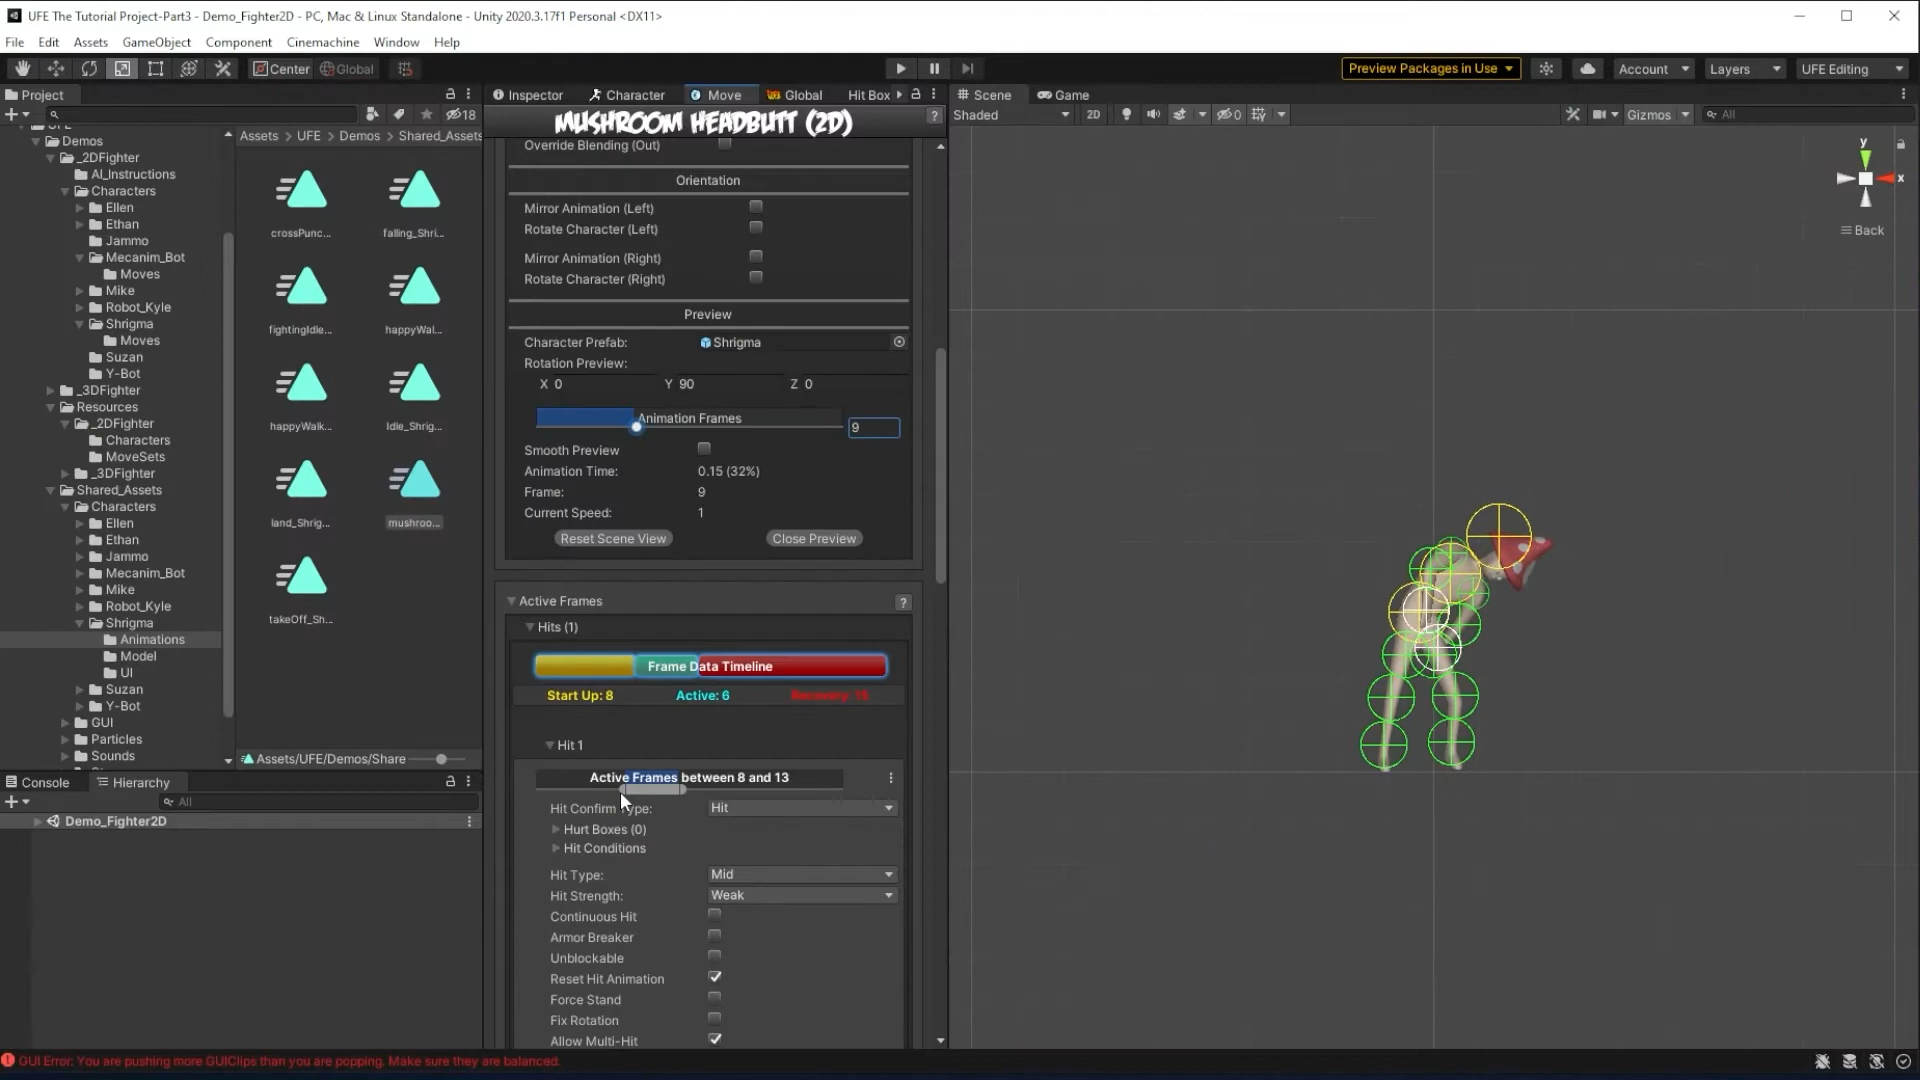 UFE The Tutorial Project-Part3 - Demo_Fighter2D - PC, Mac & Linux Standalone - Unity 2020.3.17f1 Personal <DX11>
File Edit Assets GameObject Component Cinemachine Window Help
Center Global Preview Packages in Use Account Layers UFE Editing
Project
18
Assets > UFE > Demos > Shared_Assets
Demos
_2DFighter
AI_Instructions
Characters
Ellen
Ethan
Jammo
Mecanim_Bot
Moves
Mike
Robot_Kyle
Shrigma
Moves
Suzan
Y-Bot
_3DFighter
Resources
_2DFighter
Characters
MoveSets
_3DFighter
Shared_Assets
Characters
Ellen
Ethan
Jammo
Mecanim_Bot
Mike
Robot_Kyle
Shrigma
Animations
Model
UI
Suzan
Y-Bot
GUI
Particles
Sounds
crossPunc... falling_Shri...
fightingIdle... happyWal...
happyWalk... Idle_Shrig...
land_Shrig... mushroo...
takeOff_Sh...
Assets/UFE/Demos/Share
Console Hierarchy
All
Demo_Fighter2D
Inspector Character Move Global Hit Box
MUSHROOM HEADBUTT (2D)
?
Override Blending (Out)
Orientation
Mirror Animation (Left)
Rotate Character (Left)
Mirror Animation (Right)
Rotate Character (Right)
Preview
Character Prefab: Shrigma
Rotation Preview:
X 0 Y 90 Z 0
Animation Frames 9
Smooth Preview
Animation Time: 0.15 (32%)
Frame: 9
Current Speed: 1
Reset Scene View Close Preview
Active Frames ?
Hits (1)
Frame Data Timeline
Start Up: 8 Active: 6
Hit 1
Active Frames between 8 and 13
Hit Confirm Type: Hit
Hurt Boxes (0)
Hit Conditions
Hit Type: Mid
Hit Strength: Weak
Continuous Hit
Armor Breaker
Unblockable
Reset Hit Animation
Force Stand
Fix Rotation
Allow Multi-Hit
Scene Game
Shaded 2D 0 Gizmos All
y
x
Back
GUI Error: You are pushing more GUIClips than you are popping. Make sure they are balanced.